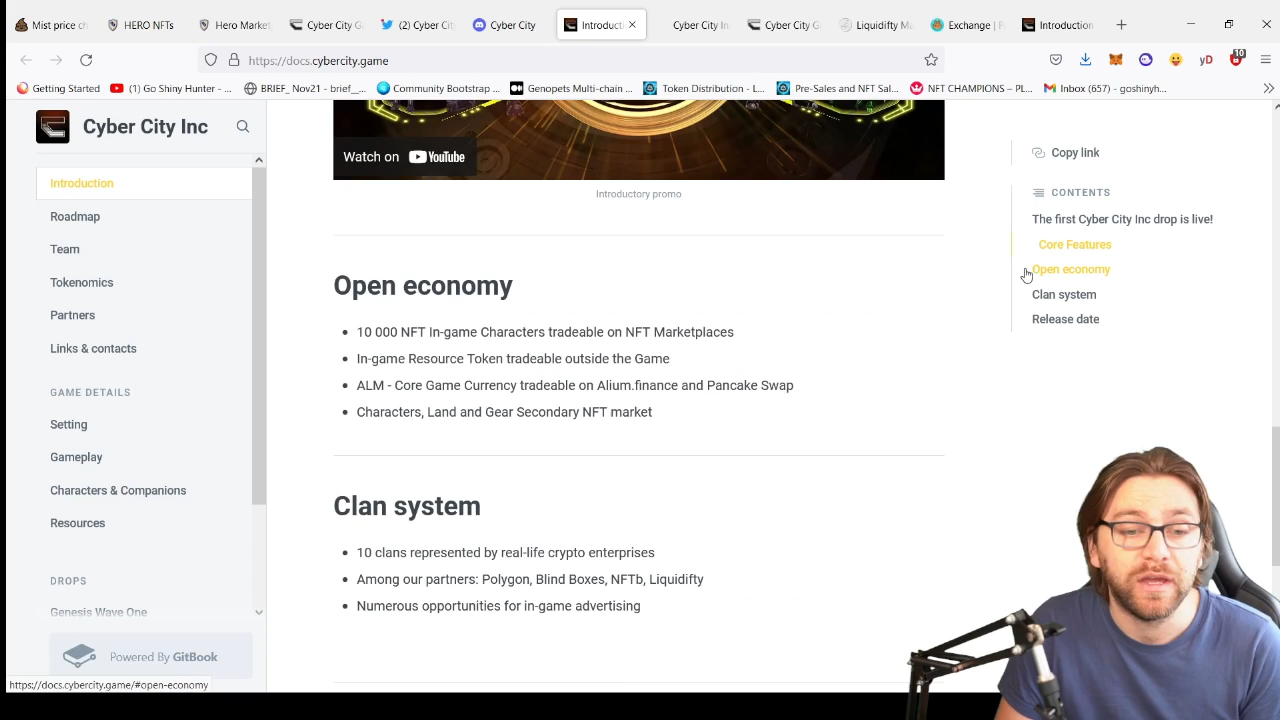 Mist price ch
HERO NFTs
Hero Market
Cyber City G
(2) Cyber Cit
Cyber City
Introducti
Cyber City In
Cyber City G
Liquidifty Ma
Exchange | P
Introduction
https://docs.cybercity.game
yD
10
Getting Started
(1) Go Shiny Hunter ...
BRIEF_ Nov21 - brief_...
Community Bootstrap ...
Genopets Multi-chain ...
Token Distribution - L...
Pre-Sales and NFT Sal...
NFT CHAMPIONS – PL...
Inbox (657) - goshinyh...
Cyber City Inc
Introduction
Roadmap
Team
Tokenomics
Partners
Links & contacts
GAME DETAILS
Setting
Gameplay
Characters & Companions
Resources
DROPS
Genesis Wave One
Powered By GitBook
https://docs.cybercity.game/#open-economy
Watch on YouTube
Introductory promo
Open economy
10 000 NFT In-game Characters tradeable on NFT Marketplaces
In-game Resource Token tradeable outside the Game
ALM - Core Game Currency tradeable on Alium.finance and Pancake Swap
Characters, Land and Gear Secondary NFT market
Clan system
10 clans represented by real-life crypto enterprises
Among our partners: Polygon, Blind Boxes, NFTb, Liquidifty
Numerous opportunities for in-game advertising
Copy link
CONTENTS
The first Cyber City Inc drop is live!
Core Features
Open economy
Clan system
Release date